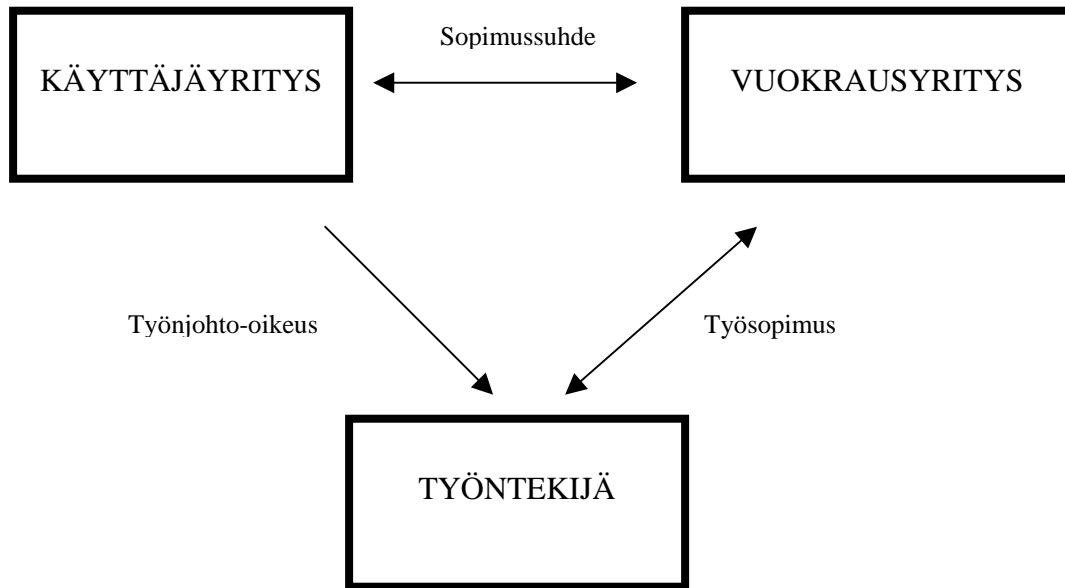 Sopimussuhde
KÄYTTÄJÄYRITYS
VUOKRAUSYRITYS
Työnjohto-oikeus
Työsopimus
TYÖNTEKIJÄ